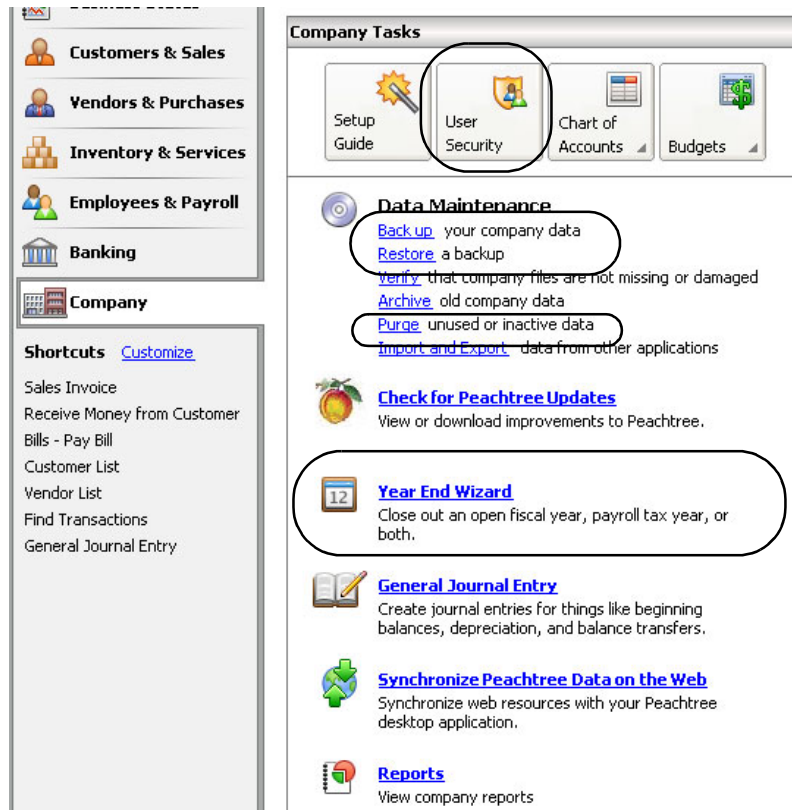 Business Status
Customers & Sales
Vendors & Purchases
Inventory & Services
Employees & Payroll
Banking
Company
Shortcuts Customize
Sales Invoice
Receive Money from Customer
Bills - Pay Bill
Customer List
Vendor List
Find Transactions
General Journal Entry
Company Tasks
Setup
Guide
User
Security
Chart of
Accounts
Budgets
Data Maintenance
Back up your company data
Restore a backup
Verify that company files are not missing or damaged
Archive old company data
Purge unused or inactive data
Import and Export data from other applications
Check for Peachtree Updates
View or download improvements to Peachtree.
12
Year End Wizard
Close out an open fiscal year, payroll tax year, or
both.
General Journal Entry
Create journal entries for things like beginning
balances, depreciation, and balance transfers.
Synchronize Peachtree Data on the Web
Synchronize web resources with your Peachtree
desktop application.
Reports
View company reports